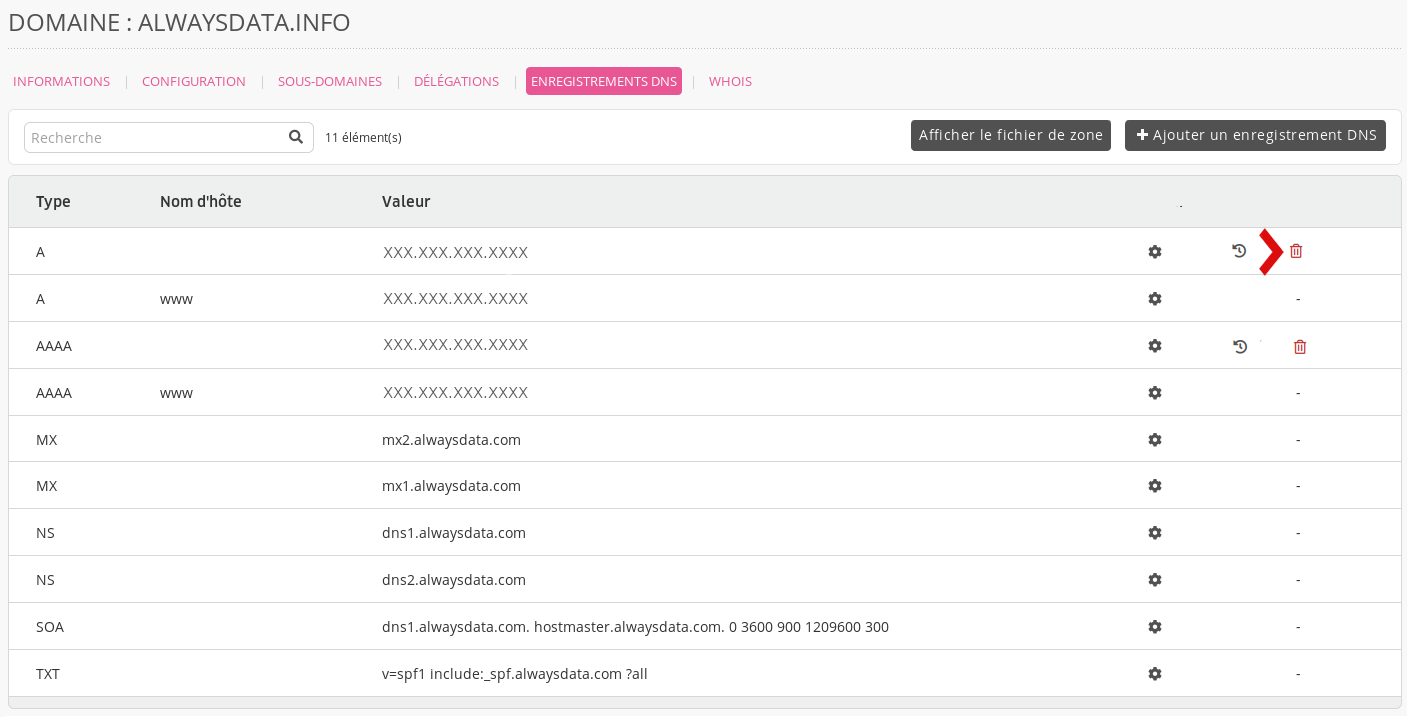 DOMAINE : ALWAYSDATA.INFO
INFORMATIONS | CONFIGURATION | SOUS-DOMAINES | DÉLÉGATIONS | ENREGISTREMENTS DNS | WHOIS
Recherche 11 élément(s) Afficher le fichier de zone Ajouter un enregistrement DNS
Type Nom d'hôte Valeur
A XXX.XXX.XXX.XXXX
A www XXX.XXX.XXX.XXXX -
AAAA XXX.XXX.XXX.XXXX
AAAA www XXX.XXX.XXX.XXXX -
MX mx2.alwaysdata.com -
MX mx1.alwaysdata.com -
NS dns1.alwaysdata.com -
NS dns2.alwaysdata.com -
SOA dns1.alwaysdata.com. hostmaster.alwaysdata.com. 0 3600 900 1209600 300 -
TXT v=spf1 include:_spf.alwaysdata.com ?all -